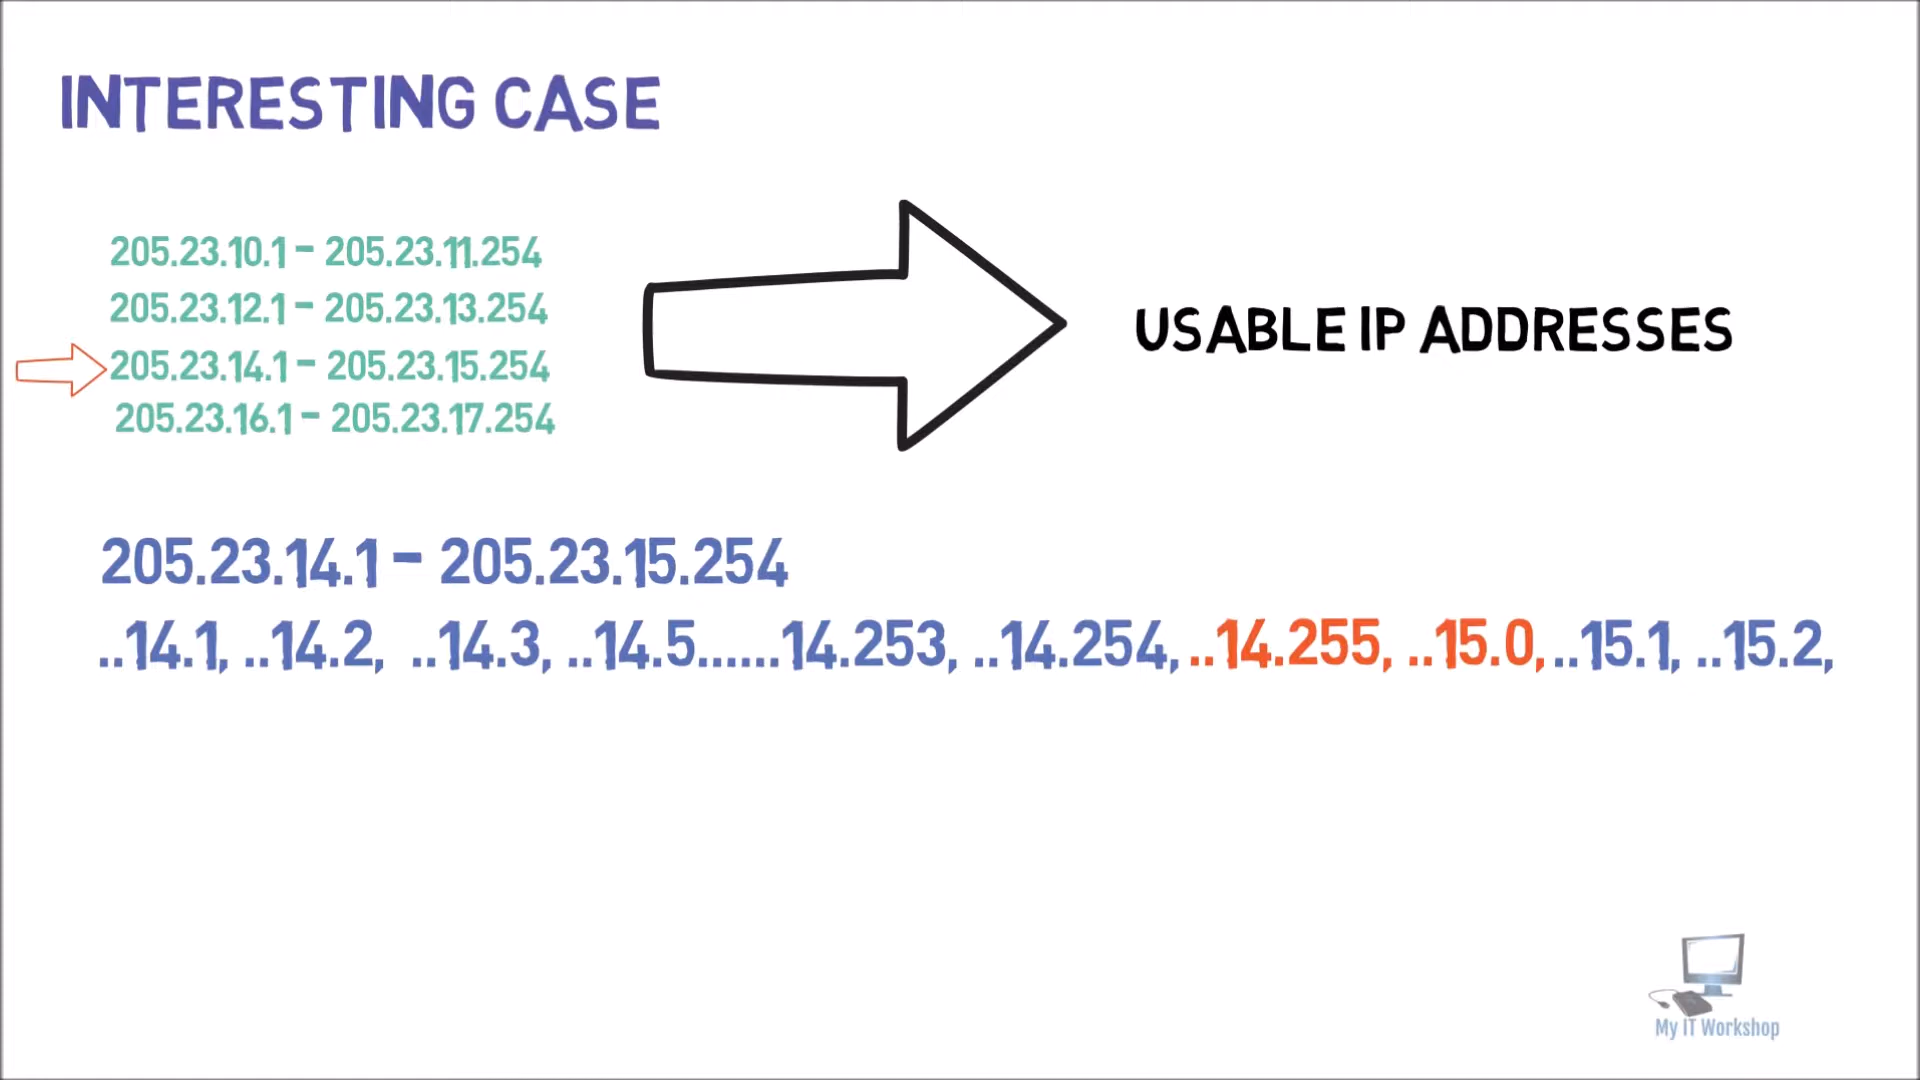 INTERESTING CASE
205.23.10.1 - 205.23.11.254
205.23.12.1 - 205.23.13.254
205.23.14.1 - 205.23.15.254
205.23.16.1 - 205.23.17.254
USABLE IP ADDRESSES
205.23.14.1 - 205.23.15.254
..14.1, ..14.2, ..14.3, ..14.5......14.253, ..14.254, ..14.255, ..15.0, ..15.1, ..15.2,
My IT Workshop